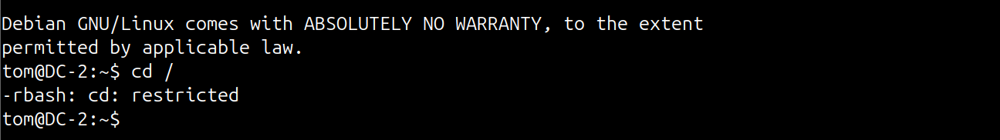 Debian GNU/Linux comes with ABSOLUTELY NO WARRANTY, to the extent
permitted by applicable law.
tom@DC-2:~$ cd /
-rbash: cd: restricted
tom@DC-2:~$